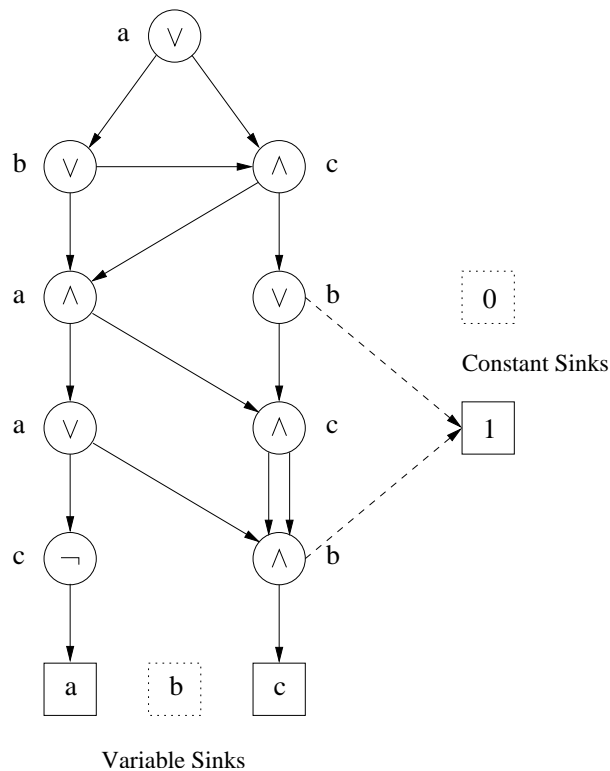 a ∨
b ∨ ∧ c
a ∧ ∨ b 0
Constant Sinks
a ∨ ∧ c 1
c ¬ ∧ b
a b c
Variable Sinks